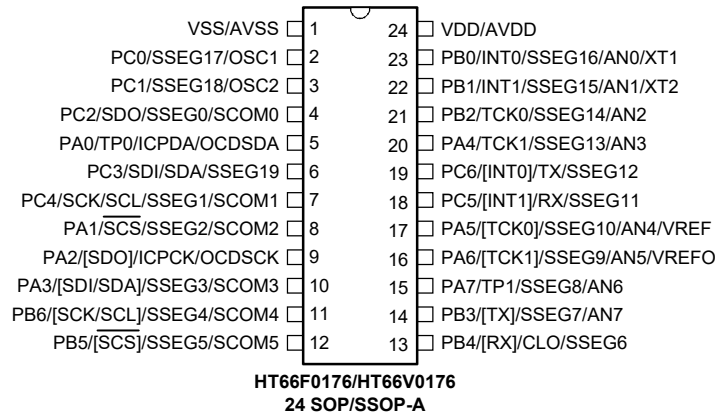 VSS/AVSS 1 24 VDD/AVDD
PC0/SSEG17/OSC1 2 23 PB0/INT0/SSEG16/AN0/XT1
PC1/SSEG18/OSC2 3 22 PB1/INT1/SSEG15/AN1/XT2
PC2/SDO/SSEG0/SCOM0 4 21 PB2/TCK0/SSEG14/AN2
PA0/TP0/ICPDA/OCDSDA 5 20 PA4/TCK1/SSEG13/AN3
PC3/SDI/SDA/SSEG19 6 19 PC6/[INT0]/TX/SSEG12
PC4/SCK/SCL/SSEG1/SCOM1 7 18 PC5/[INT1]/RX/SSEG11
PA1/SCS/SSEG2/SCOM2 8 17 PA5/[TCK0]/SSEG10/AN4/VREF
PA2/[SDO]/ICPCK/OCDSCK 9 16 PA6/[TCK1]/SSEG9/AN5/VREFO
PA3/[SDI/SDA]/SSEG3/SCOM3 10 15 PA7/TP1/SSEG8/AN6
PB6/[SCK/SCL]/SSEG4/SCOM4 11 14 PB3/[TX]/SSEG7/AN7
PB5/[SCS]/SSEG5/SCOM5 12 13 PB4/[RX]/CLO/SSEG6
HT66F0176/HT66V0176
24 SOP/SSOP-A